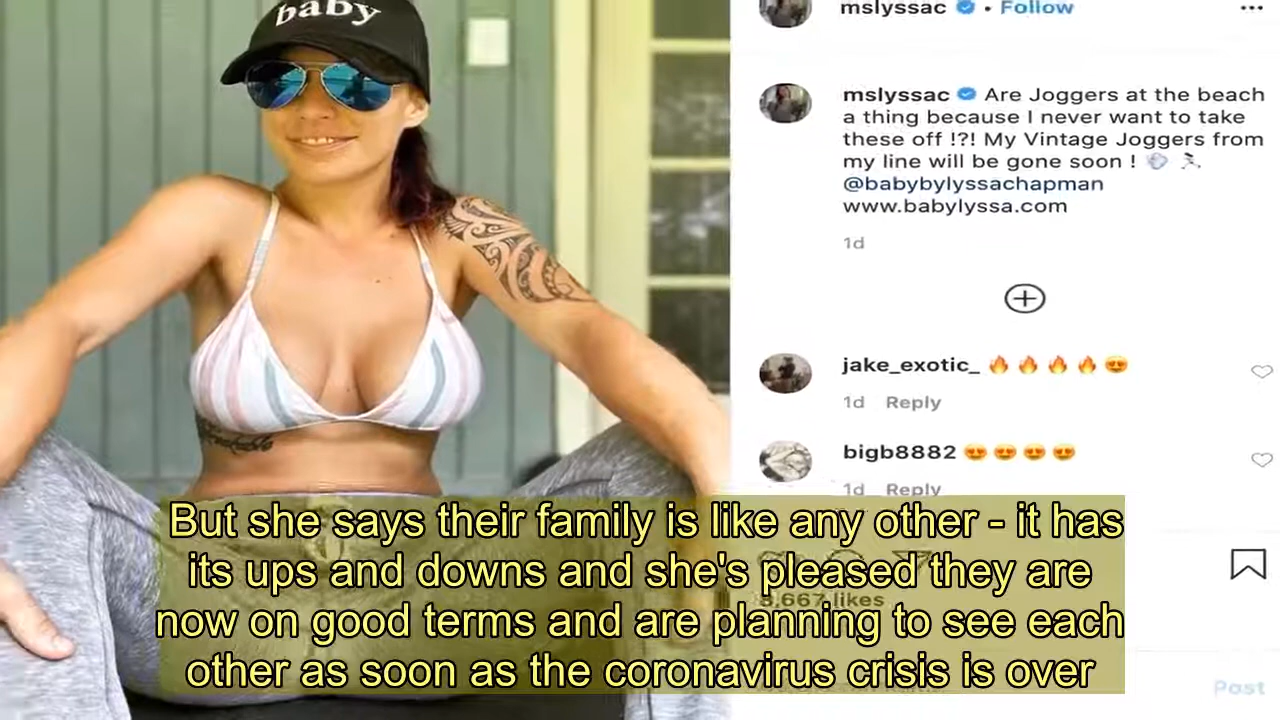 baby
mslyssac • Follow
mslyssac Are Joggers at the beach
a thing because I never want to take
these off !?! My Vintage Joggers from
my line will be gone soon !
@babybylyssachapman
www.babylyssa.com
1d
jake_exotic_ 🔥🔥🔥🔥😍
1d Reply
bigb8882 😍😍😍😍
1d Reply
But she says their family is like any other - it has
its ups and downs and she's pleased they are
now on good terms and are planning to see each
other as soon as the coronavirus crisis is over
8,667 likes
Post